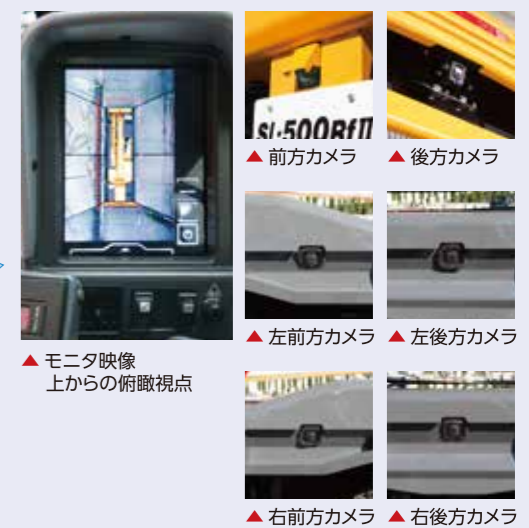 SL-500RfⅡ
▲ 前方カメラ
▲ 後方カメラ
▲ 左前方カメラ
▲ 左後方カメラ
▲ モニタ映像
上からの俯瞰視点
▲ 右前方カメラ
▲ 右後方カメラ